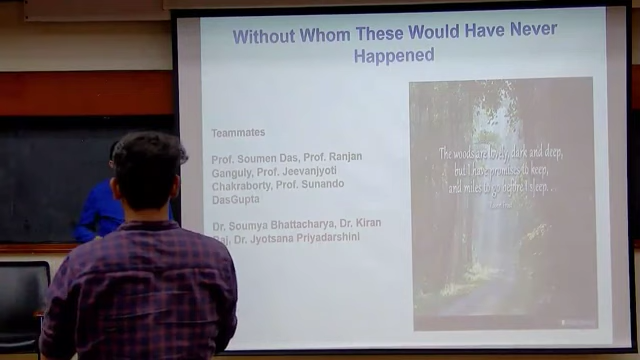 Without Whom These Would Have Never
Happened
Teammates
Prof. Soumen Das, Prof. Ranjan
Ganguly, Prof. Jeevanjyoti
Chakraborty, Prof. Sunando
DasGupta
Dr. Soumya Bhattacharya, Dr. Kiran
Raj, Dr. Jyotsana Priyadarshini
The woods are lovely, dark and deep,
but I have promises to keep,
and miles to go before I sleep. . .